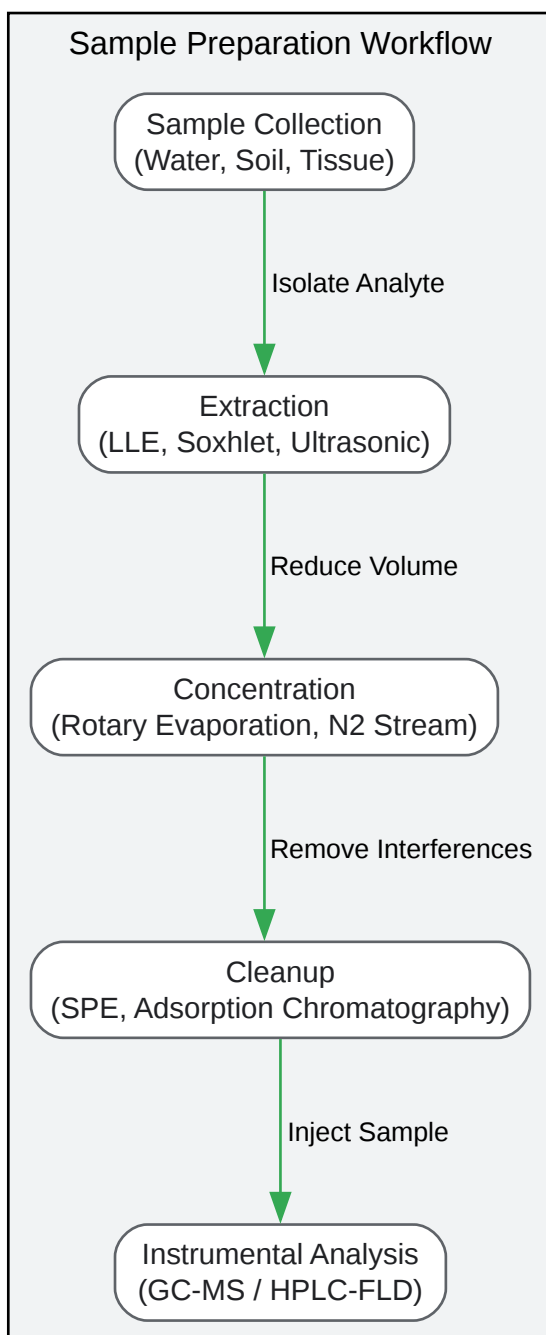 Sample Preparation Workflow
Sample Collection
(Water, Soil, Tissue)
Isolate Analyte
Extraction
(LLE, Soxhlet, Ultrasonic)
Reduce Volume
Concentration
(Rotary Evaporation, N2 Stream)
Remove Interferences
Cleanup
(SPE, Adsorption Chromatography)
Inject Sample
Instrumental Analysis
(GC-MS / HPLC-FLD)